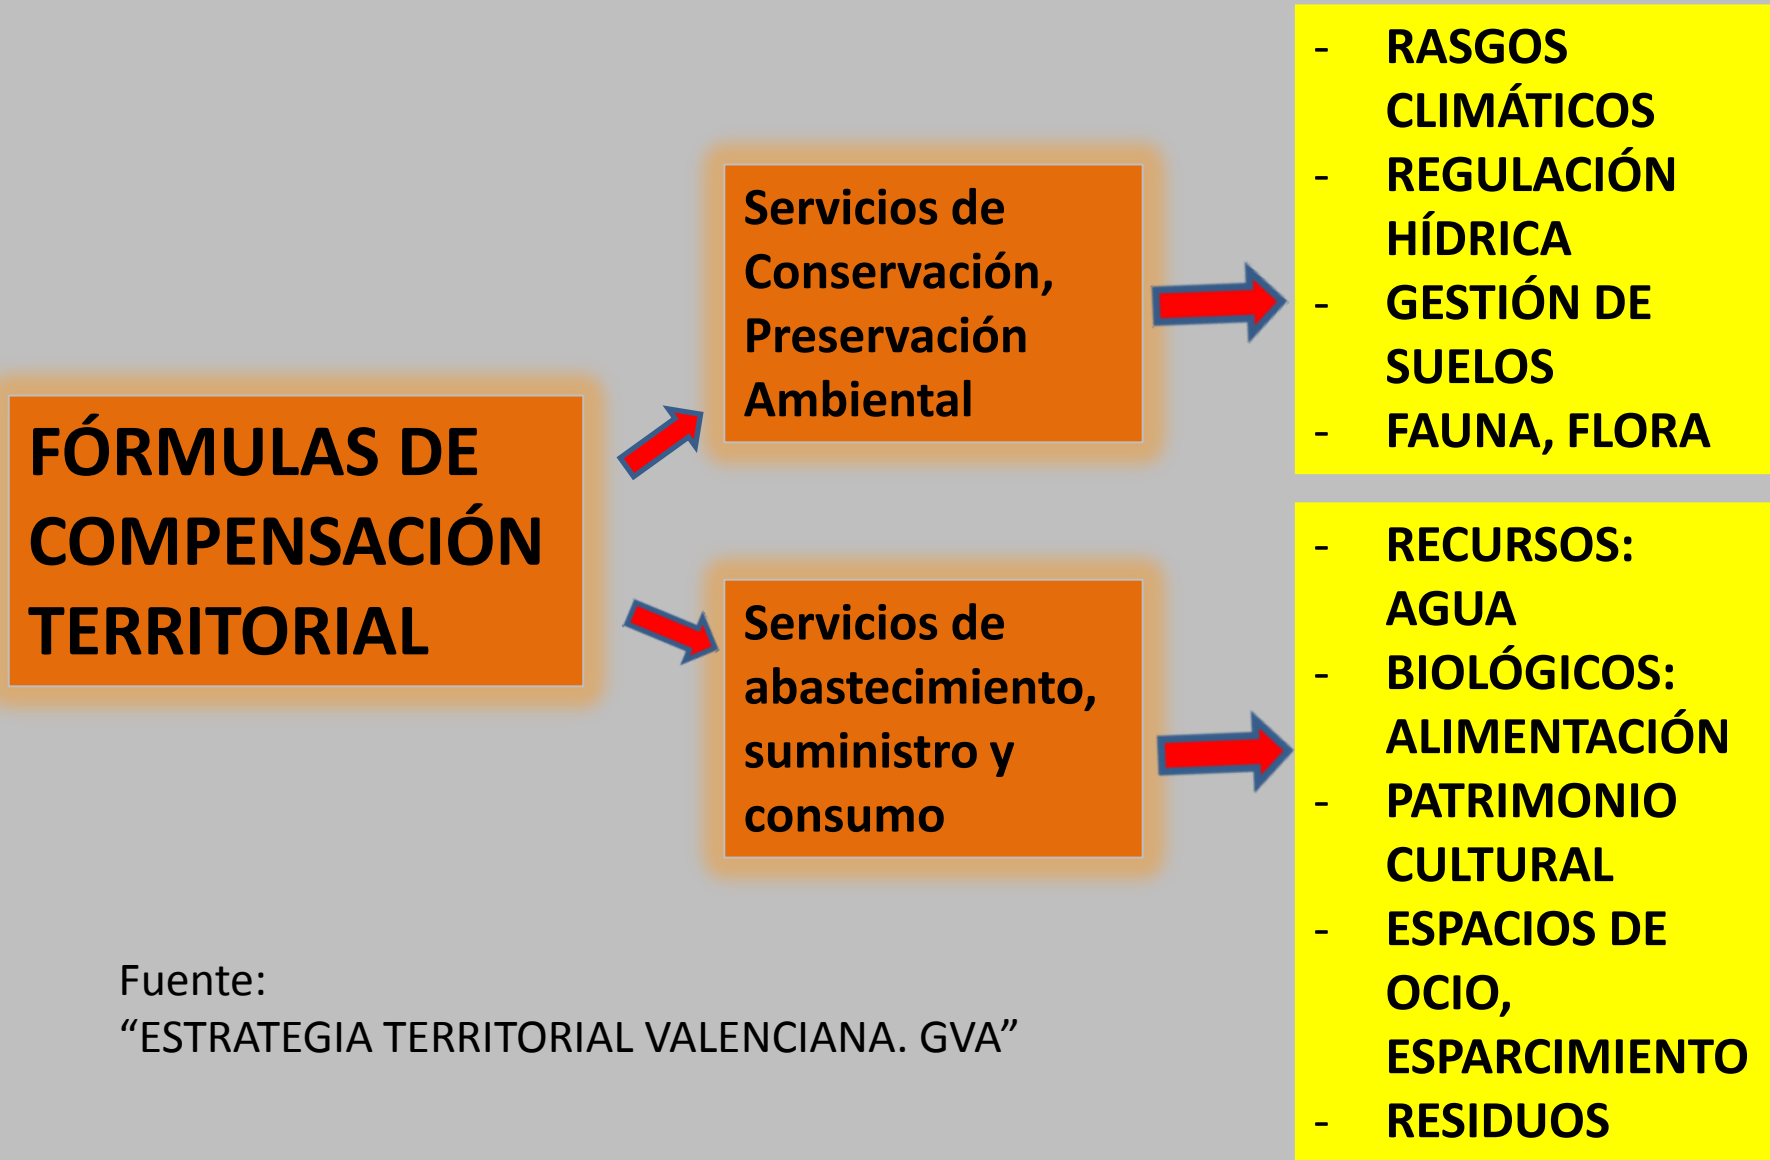 FÓRMULAS DE
COMPENSACIÓN
TERRITORIAL
Servicios de
Conservación,
Preservación
Ambiental
- RASGOS
CLIMÁTICOS
- REGULACIÓN
HÍDRICA
- GESTIÓN DE
SUELOS
- FAUNA, FLORA
Servicios de
abastecimiento,
suministro y
consumo
- RECURSOS:
AGUA
- BIOLÓGICOS:
ALIMENTACIÓN
- PATRIMONIO
CULTURAL
- ESPACIOS DE
OCIO,
ESPARCIMIENTO
- RESIDUOS
Fuente:
“ESTRATEGIA TERRITORIAL VALENCIANA. GVA”